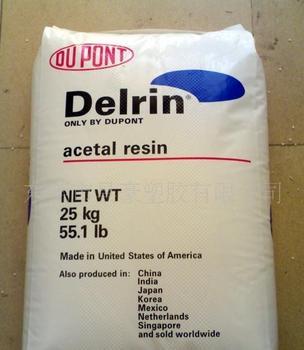 DU PONT
Delrin®
ONLY BY DUPONT
acetal resin
NET WT
25 kg
55.1 lb
Made in United States of America
Also produced in: China
India
Japan
Korea
Mexico
Netherlands
Singapore
and sold worldwide